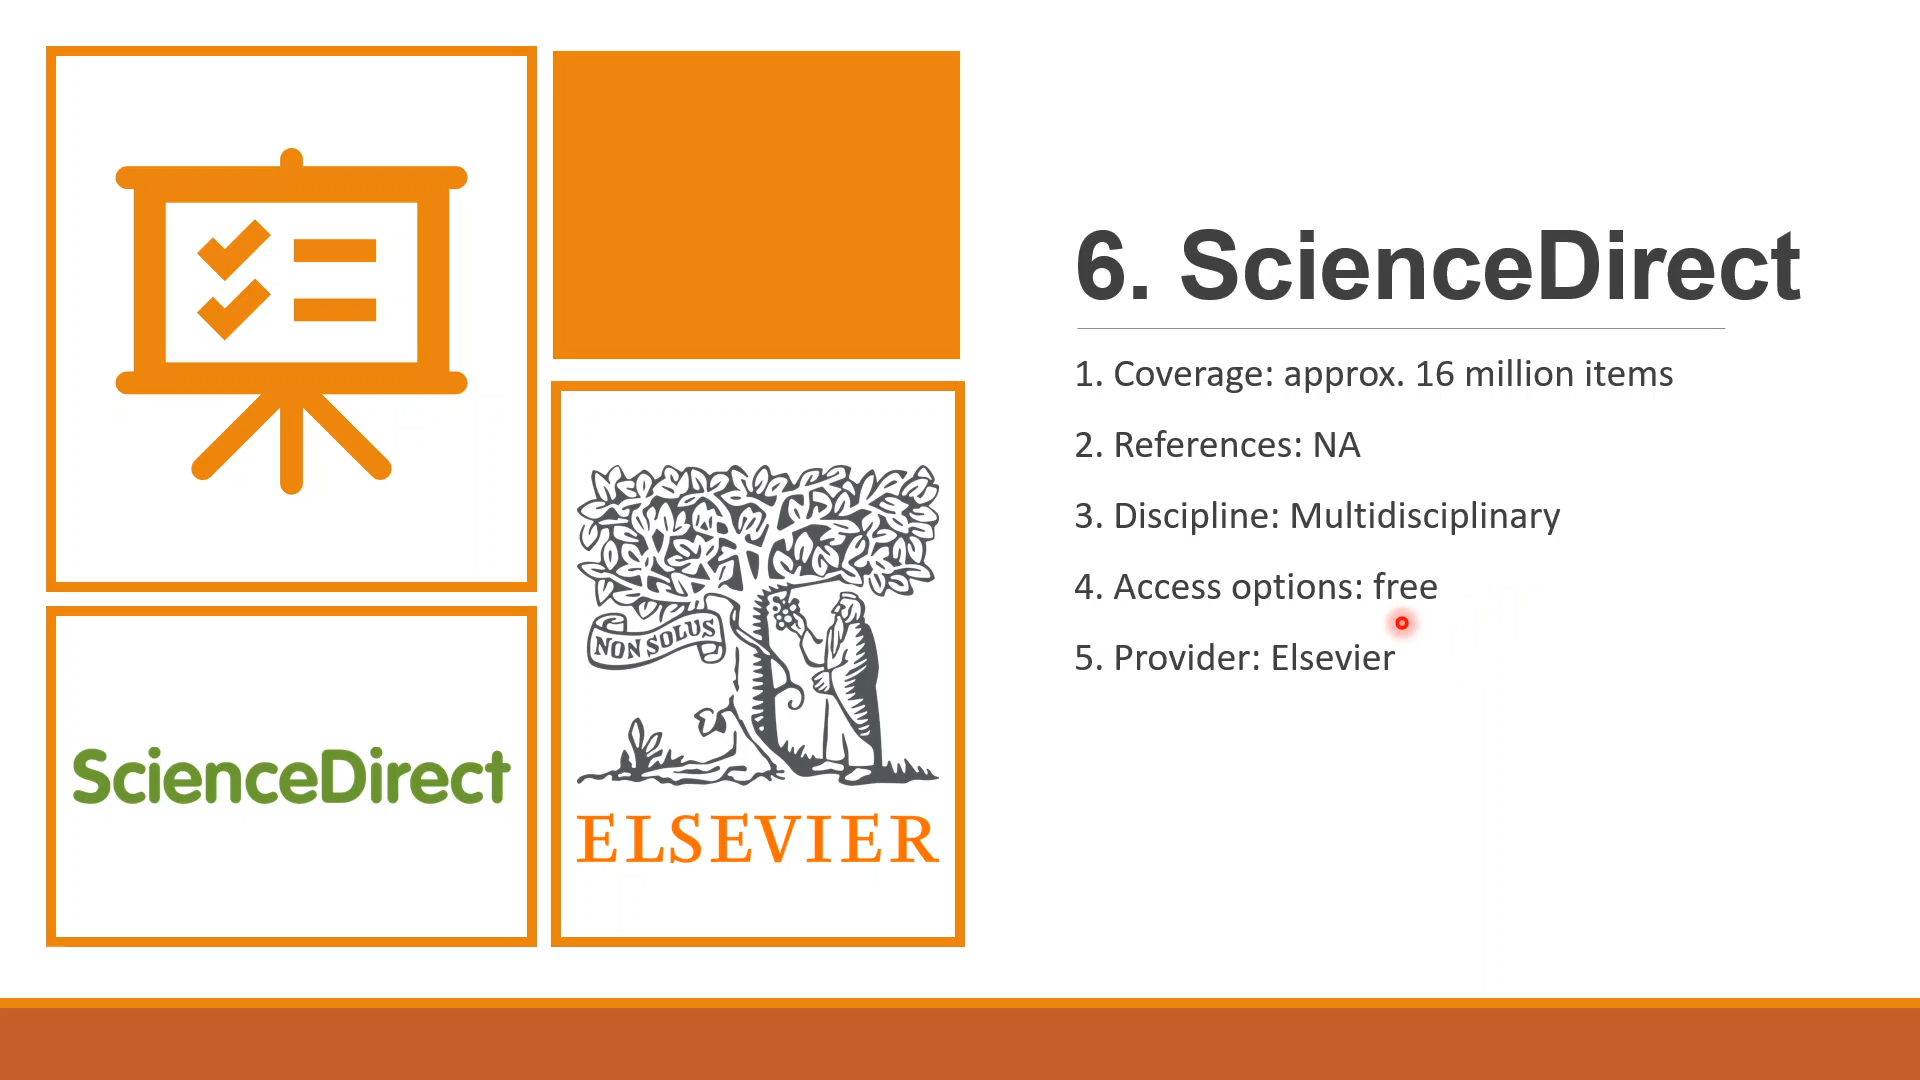 6. ScienceDirect
1. Coverage: approx. 16 million items
2. References: NA
3. Discipline: Multidisciplinary
4. Access options: free
5. Provider: Elsevier
NON SOLUS
ScienceDirect
ELSEVIER